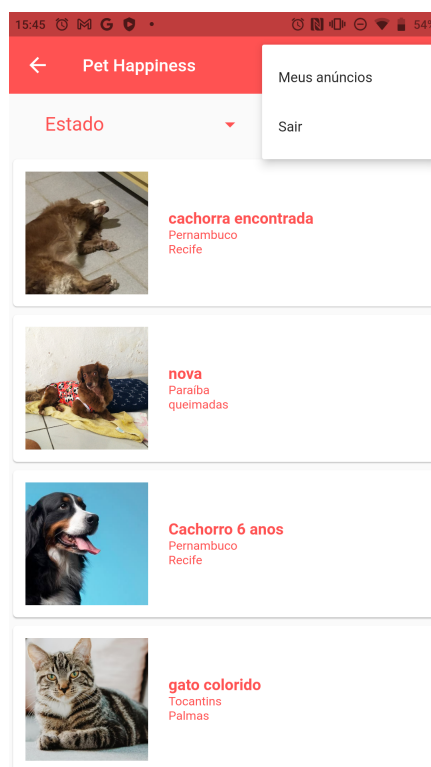 15:45
54%
Pet Happiness
Meus anúncios
Sair
Estado
cachorra encontrada
Pernambuco
Recife
nova
Paraíba
queimadas
Cachorro 6 anos
Pernambuco
Recife
gato colorido
Tocantins
Palmas